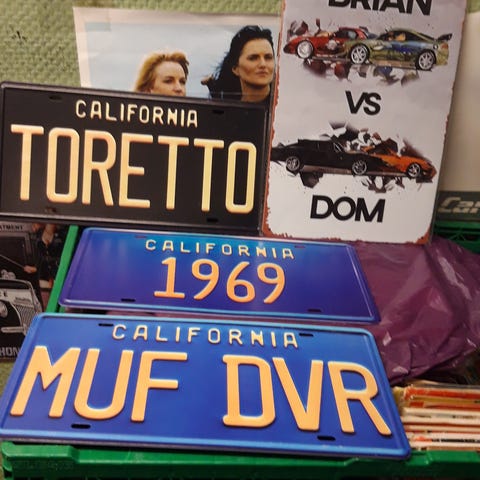 BRIAN
VS
DOM
CALIFORNIA
TORETTO
CALIFORNIA
1969
CALIFORNIA
MUF DVR